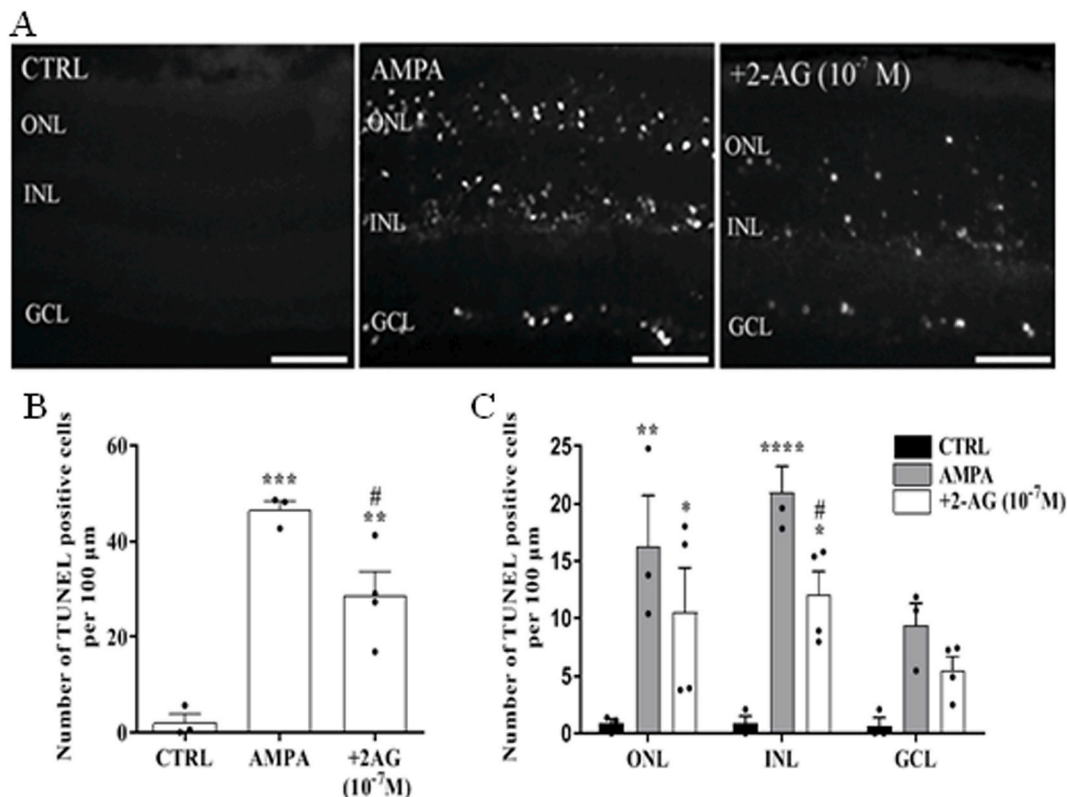 A
CTRL
ONL
INL
GCL
AMPA
ONL
INL
GCL
+2-AG (10⁻⁷ M)
ONL
INL
GCL
B
Number of TUNEL positive cells
per 100 µm
60
40
20
0
***
#
**
CTRL
AMPA
+2AG
(10⁻⁷M)
C
Number of TUNEL positive cells
per 100 µm
25
20
15
10
5
0
**
*
****
#
*
ONL
INL
GCL
CTRL
AMPA
+2-AG (10⁻⁷M)